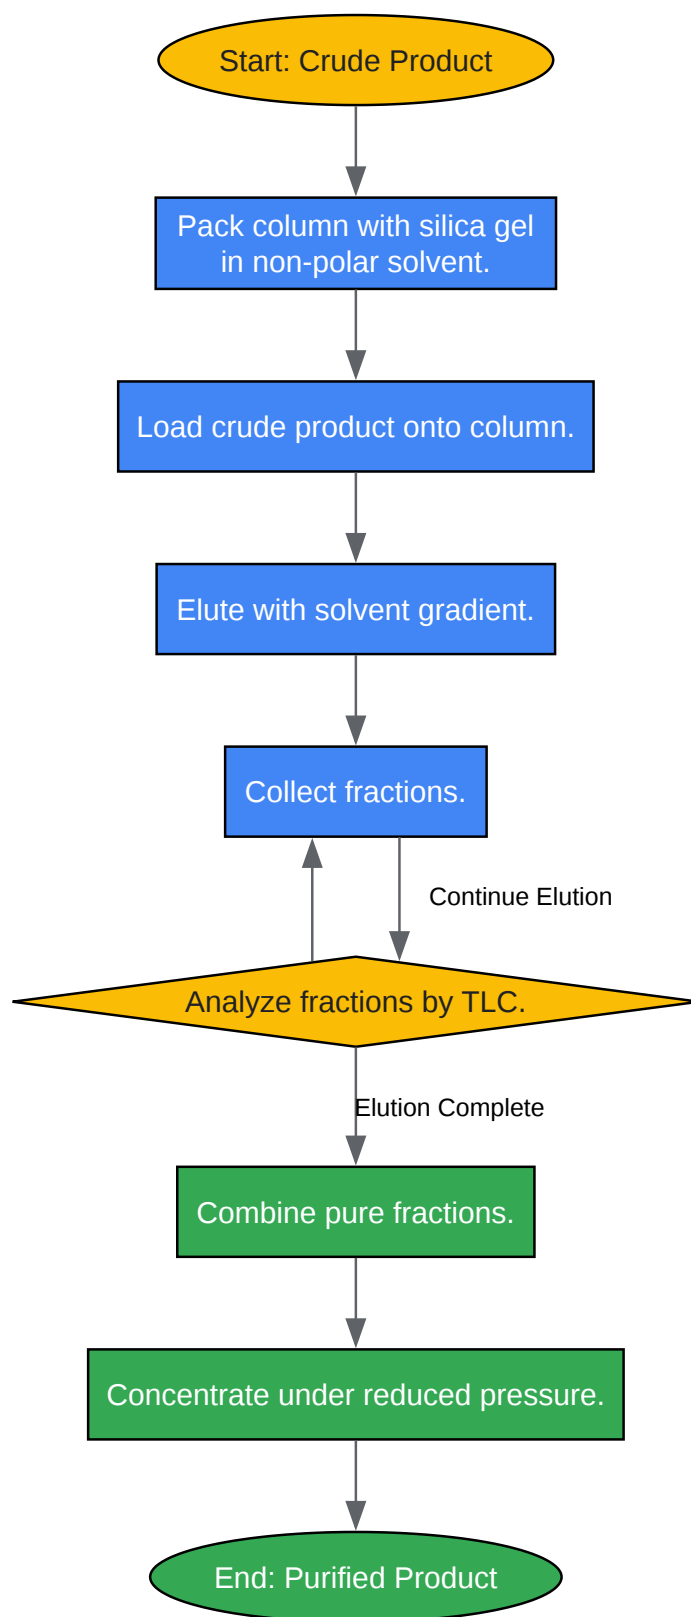 Start: Crude Product
Pack column with silica gel
in non-polar solvent.
Load crude product onto column.
Elute with solvent gradient.
Collect fractions.
Continue Elution
Analyze fractions by TLC.
Elution Complete
Combine pure fractions.
Concentrate under reduced pressure.
End: Purified Product